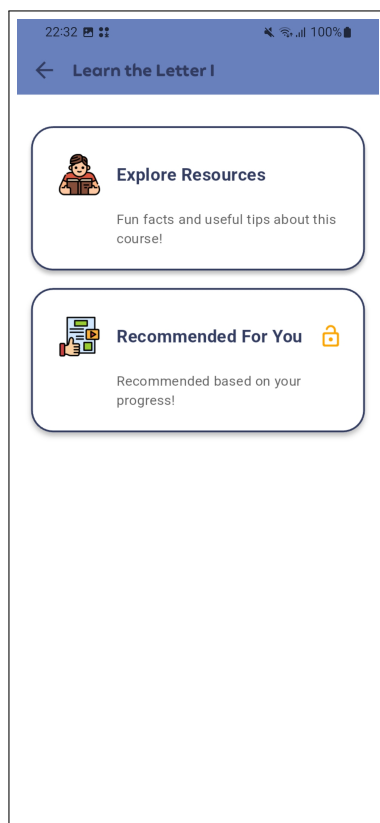 22:32 100%
Learn the Letter I
Explore Resources
Fun facts and useful tips about this
course!
Recommended For You
Recommended based on your
progress!